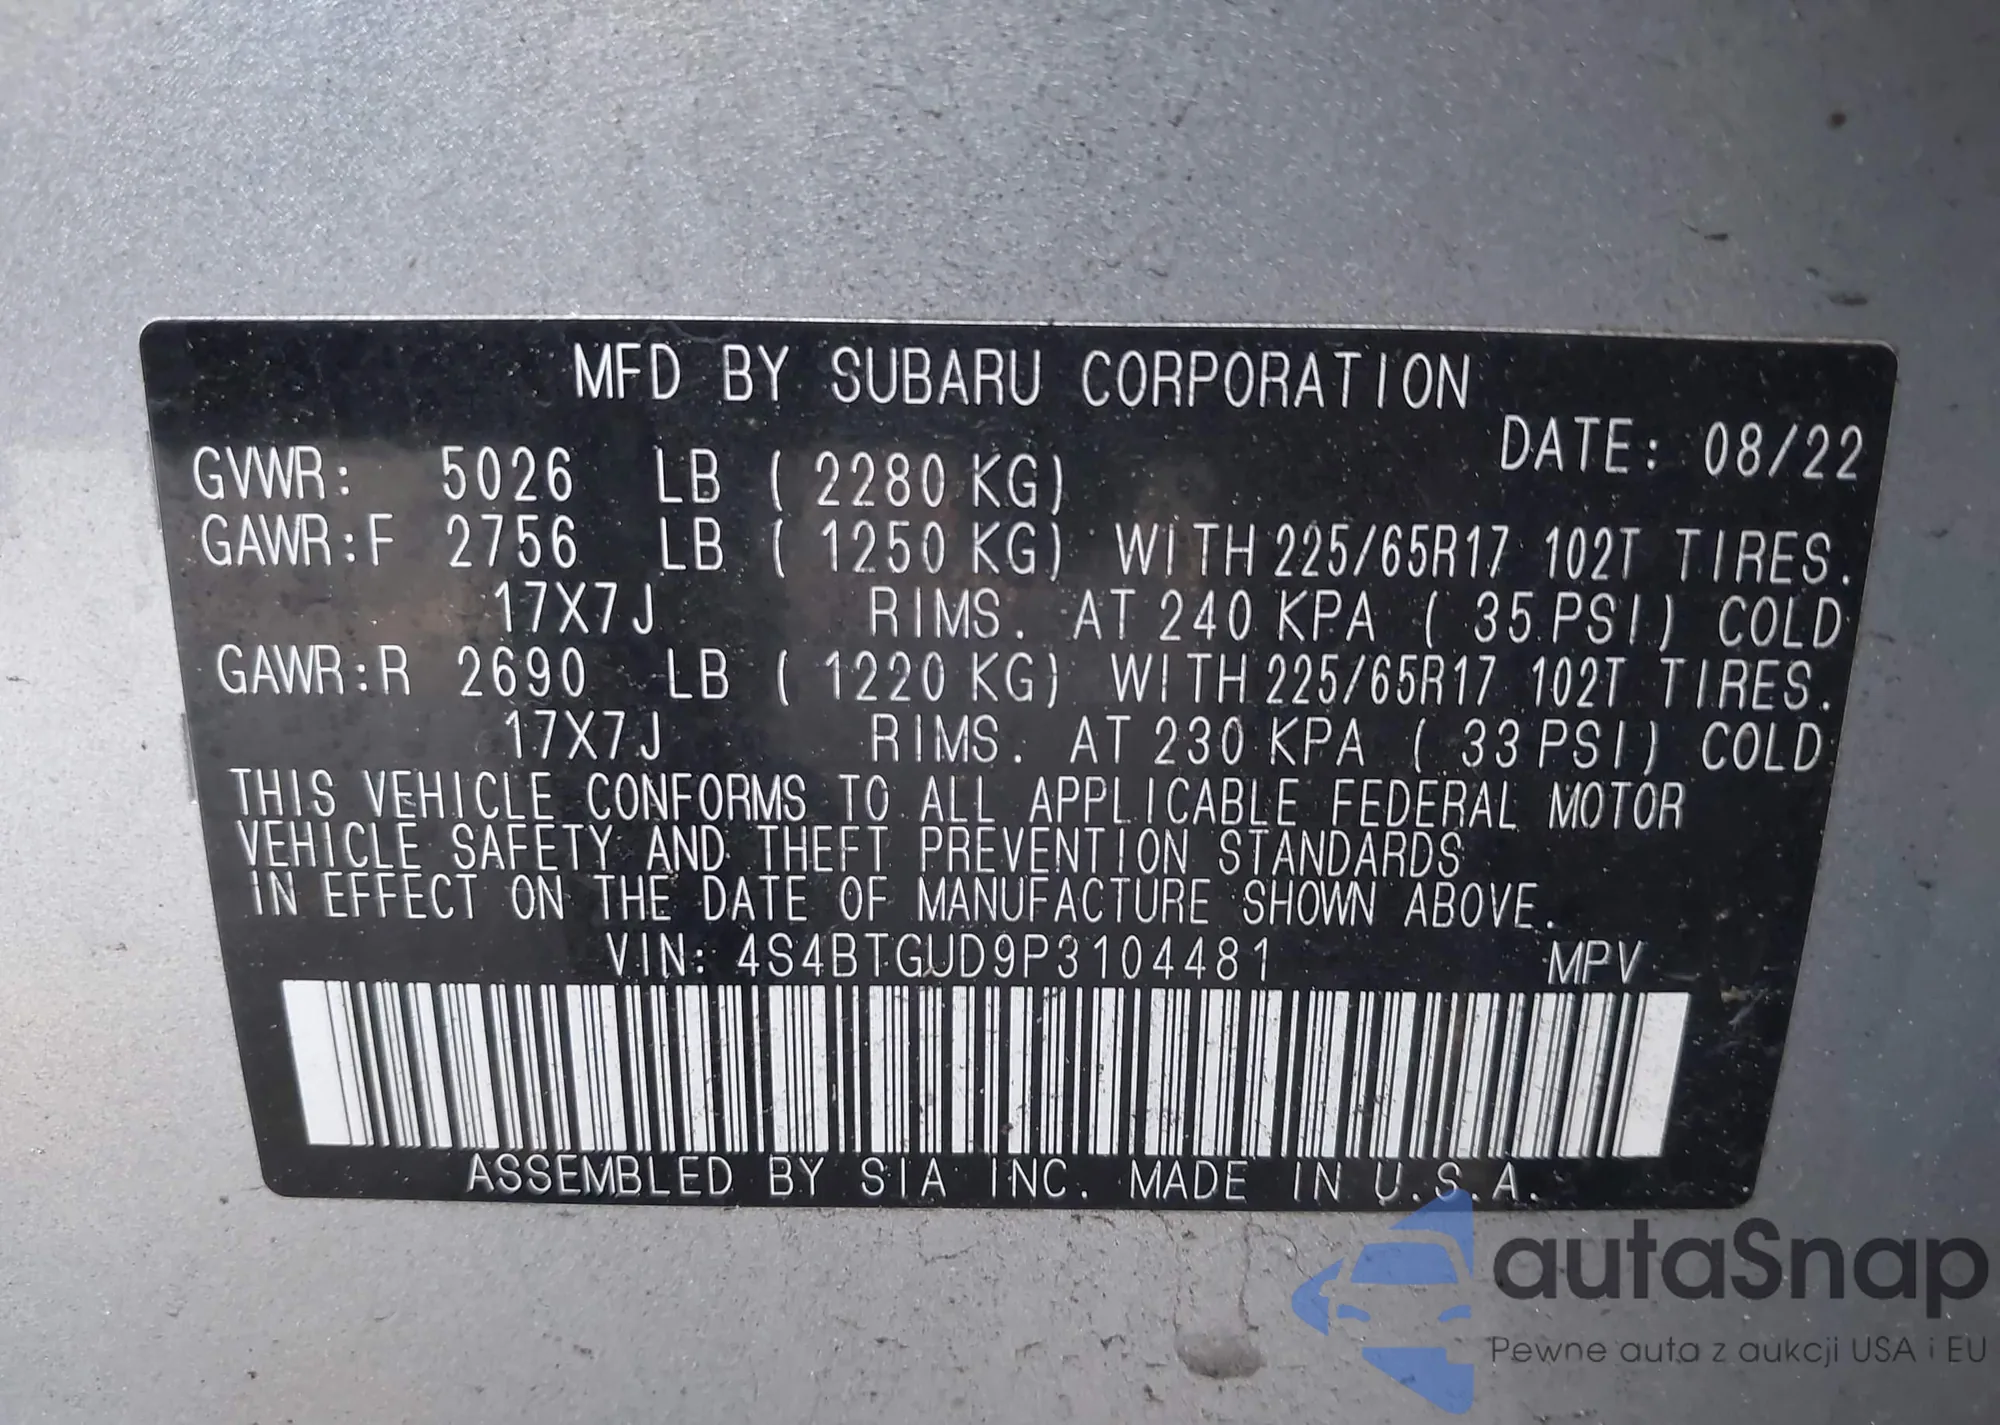 MFD BY SUBARU CORPORATION
DATE: 08/22
GVWR: 5026 LB ( 2280 KG)
GAWR:F 2756 LB ( 1250 KG) WITH 225/65R17 102T TIRES.
17X7J RIMS. AT 240 KPA ( 35 PSI) COLD
GAWR:R 2690 LB ( 1220 KG) WITH 225/65R17 102T TIRES.
17X7J RIMS. AT 230 KPA ( 33 PSI) COLD
THIS VEHICLE CONFORMS TO ALL APPLICABLE FEDERAL MOTOR
VEHICLE SAFETY AND THEFT PREVENTION STANDARDS
IN EFFECT ON THE DATE OF MANUFACTURE SHOWN ABOVE.
VIN: 4S4BTGUD9P3104481 MPV
ASSEMBLED BY SIA INC. MADE IN U.S.A.
autaSnap
Pewne auta z aukcji USA i EU